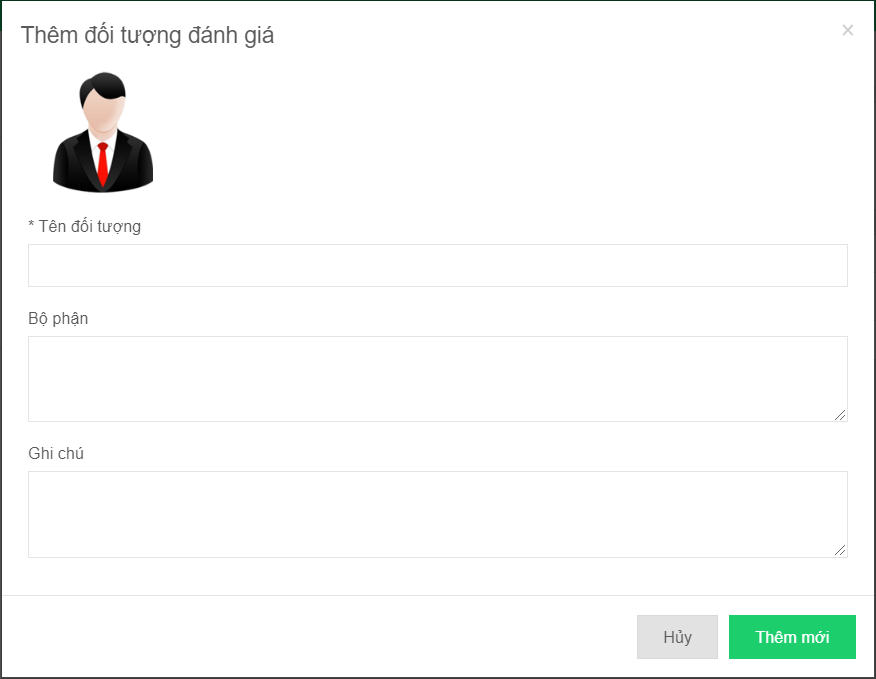 Thêm đối tượng đánh giá
×
* Tên đối tượng
Bộ phận
Ghi chú
Hủy
Thêm mới